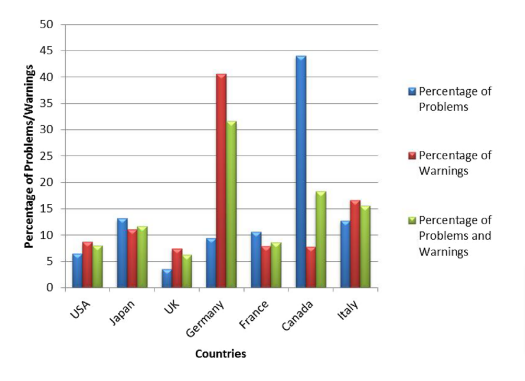 50
45
40
35
30
25
20
15
10
5
0
Percentage of Problems/Warnings
USA
Japan
UK
Germany
France
Canada
Italy
Countries
Percentage of
Problems
Percentage of
Warnings
Percentage of
Problems and
Warnings